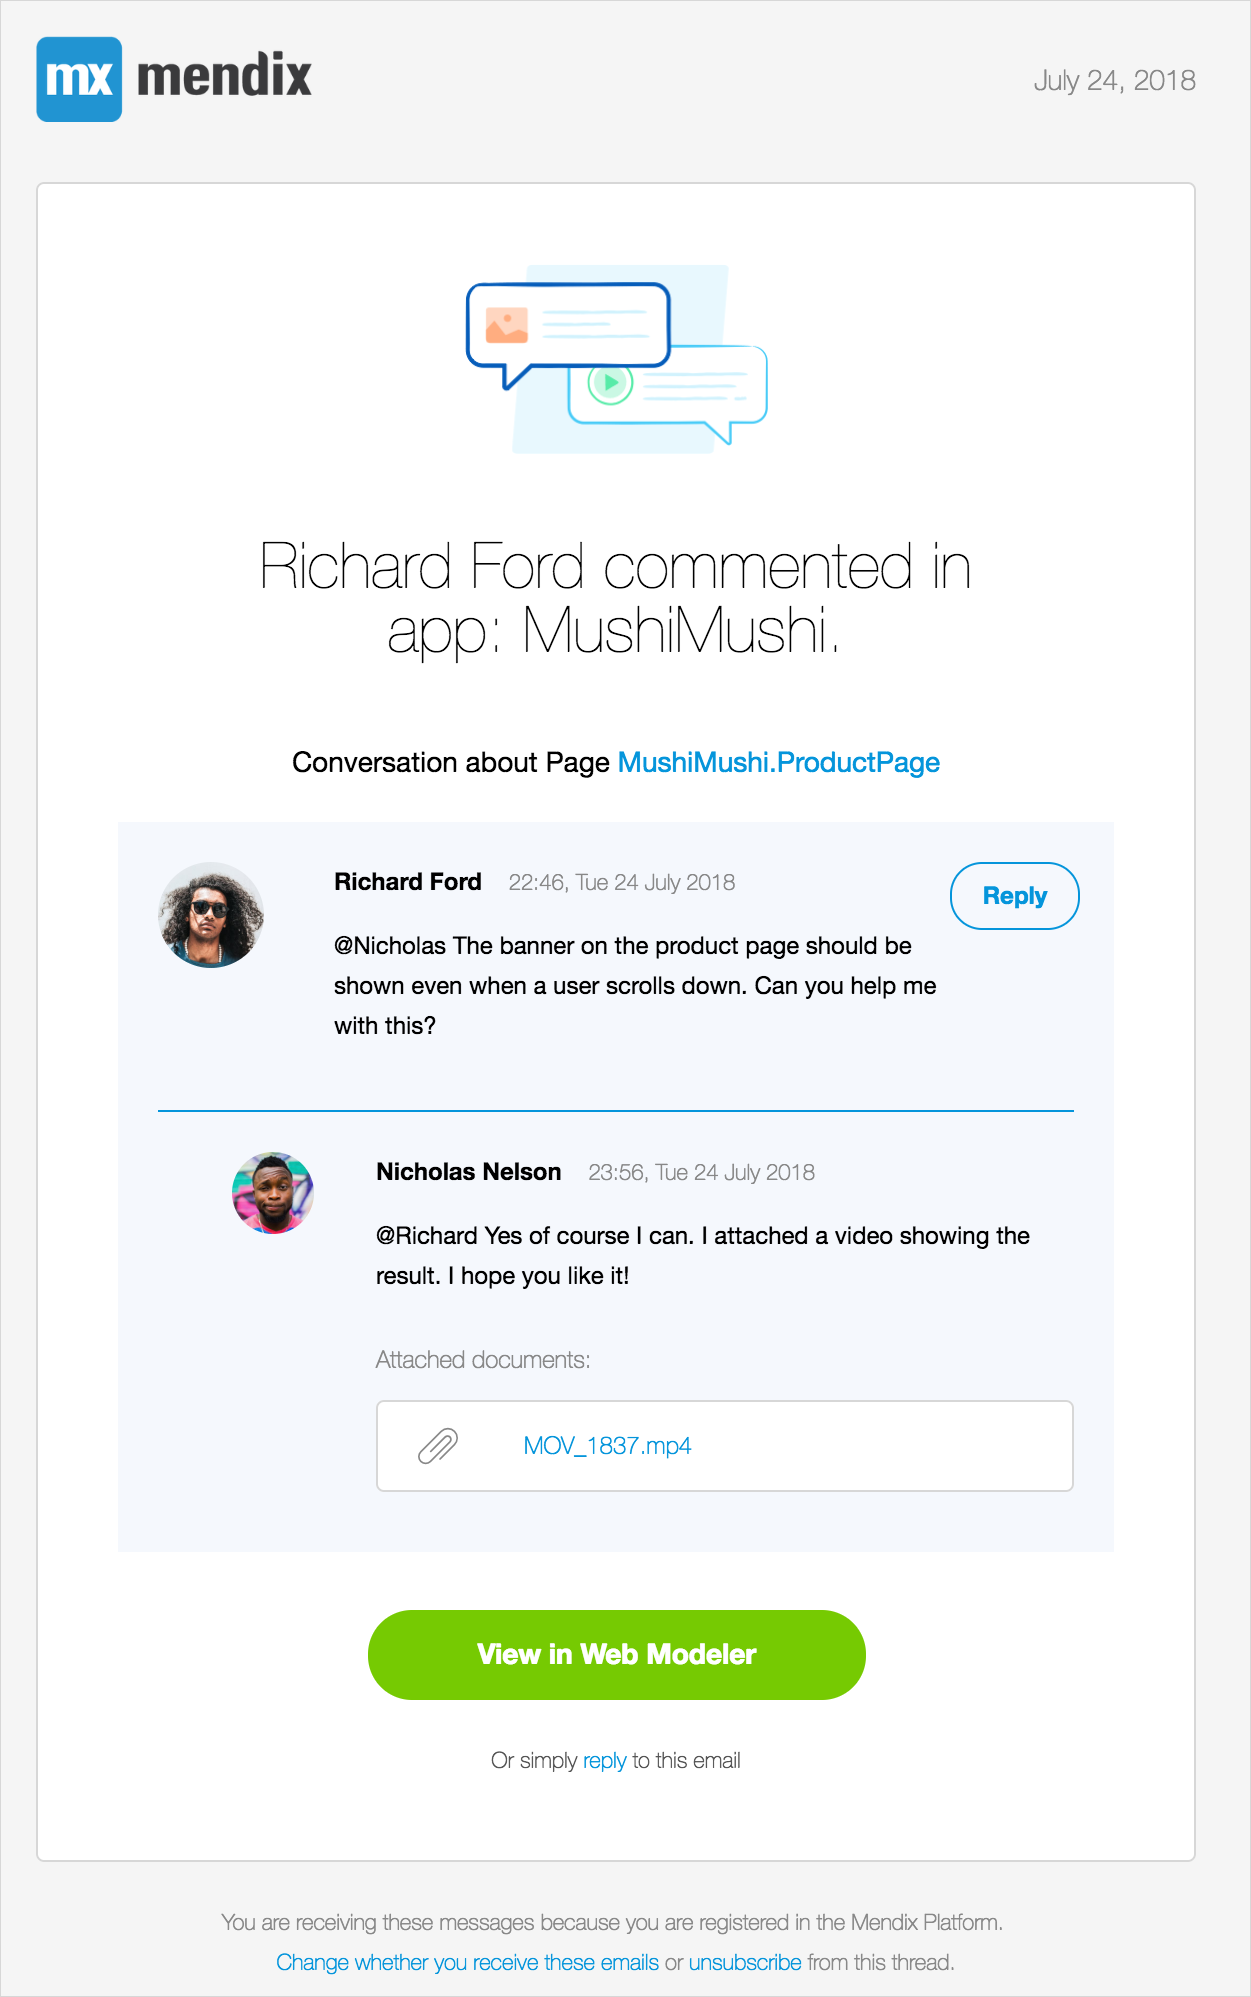 mx mendix
July 24, 2018
Richard Ford commented in
app: MushiMushi.
Conversation about Page MushiMushi.ProductPage
Richard Ford 22:46, Tue 24 July 2018
Reply
@Nicholas The banner on the product page should be
shown even when a user scrolls down. Can you help me
with this?
Nicholas Nelson 23:56, Tue 24 July 2018
@Richard Yes of course I can. I attached a video showing the
result. I hope you like it!
Attached documents:
MOV_1837.mp4
View in Web Modeler
Or simply reply to this email
You are receiving these messages because you are registered in the Mendix Platform.
Change whether you receive these emails or unsubscribe from this thread.